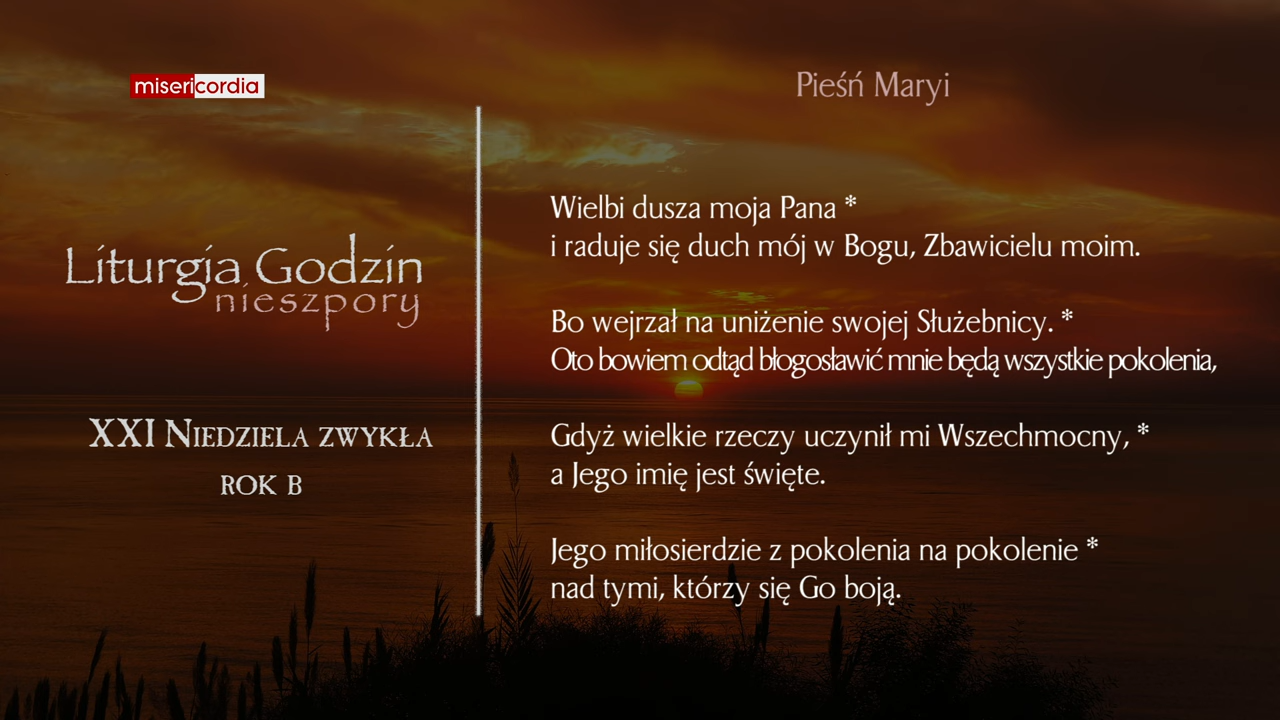 misericordia
Liturgia Godzin
nieszpory
XXI Niedziela zwykła
rok B
Pieśń Maryi
Wielbi dusza moja Pana *
i raduje się duch mój w Bogu, Zbawicielu moim.
Bo wejrzał na uniżenie swojej Służebnicy. *
Oto bowiem odtąd błogosławić mnie będą wszystkie pokolenia,
Gdyż wielkie rzeczy uczynił mi Wszechmocny, *
a Jego imię jest święte.
Jego miłosierdzie z pokolenia na pokolenie *
nad tymi, którzy się Go boją.